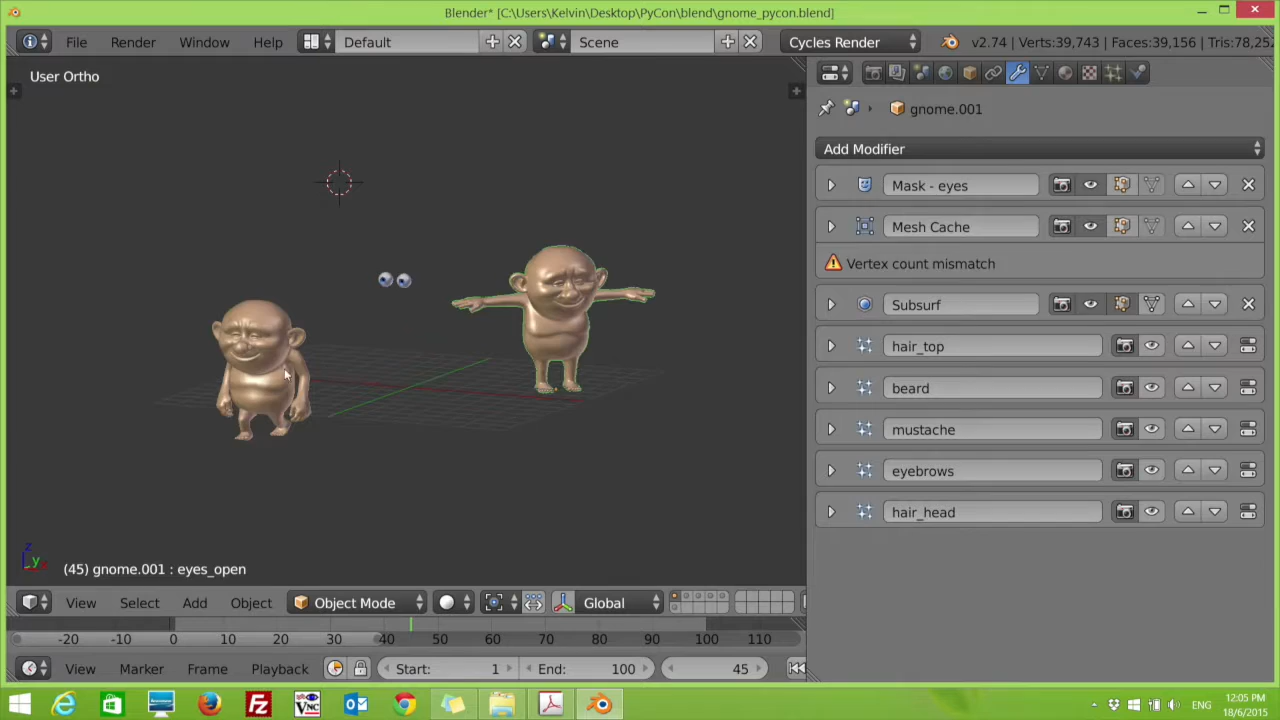 Blender* [C:\Users\Kelvin\Desktop\PyCon\blend\gnome_pycon.blend]
File Render Window Help Default Scene Cycles Render v2.74 | Verts:39,743 | Faces:39,156 | Tris:78,252
User Ortho
gnome.001
Add Modifier
Mask - eyes
Mesh Cache
Vertex count mismatch
Subsurf
hair_top
beard
mustache
eyebrows
hair_head
(45) gnome.001 : eyes_open
View Select Add Object Object Mode Global
-20 -10 0 10 20 30 40 50 60 70 80 90 100 110
View Marker Frame Playback Start: 1 End: 100 45
ENG 12:05 PM
18/6/2015